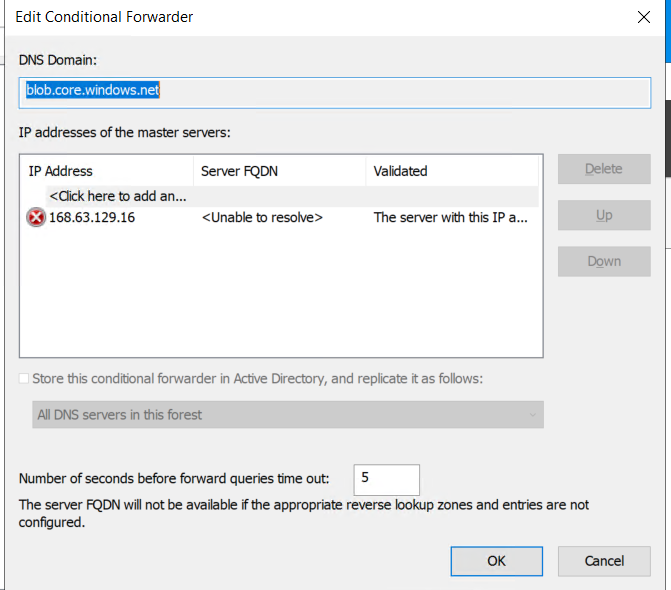 Edit Conditional Forwarder
DNS Domain:
blob.core.windows.net
IP addresses of the master servers:
IP Address Server FQDN Validated
<Click here to add an...
168.63.129.16 <Unable to resolve> The server with this IP a...
Delete
Up
Down
Store this conditional forwarder in Active Directory, and replicate it as follows:
All DNS servers in this forest
Number of seconds before forward queries time out: 5
The server FQDN will not be available if the appropriate reverse lookup zones and entries are not
configured.
OK Cancel